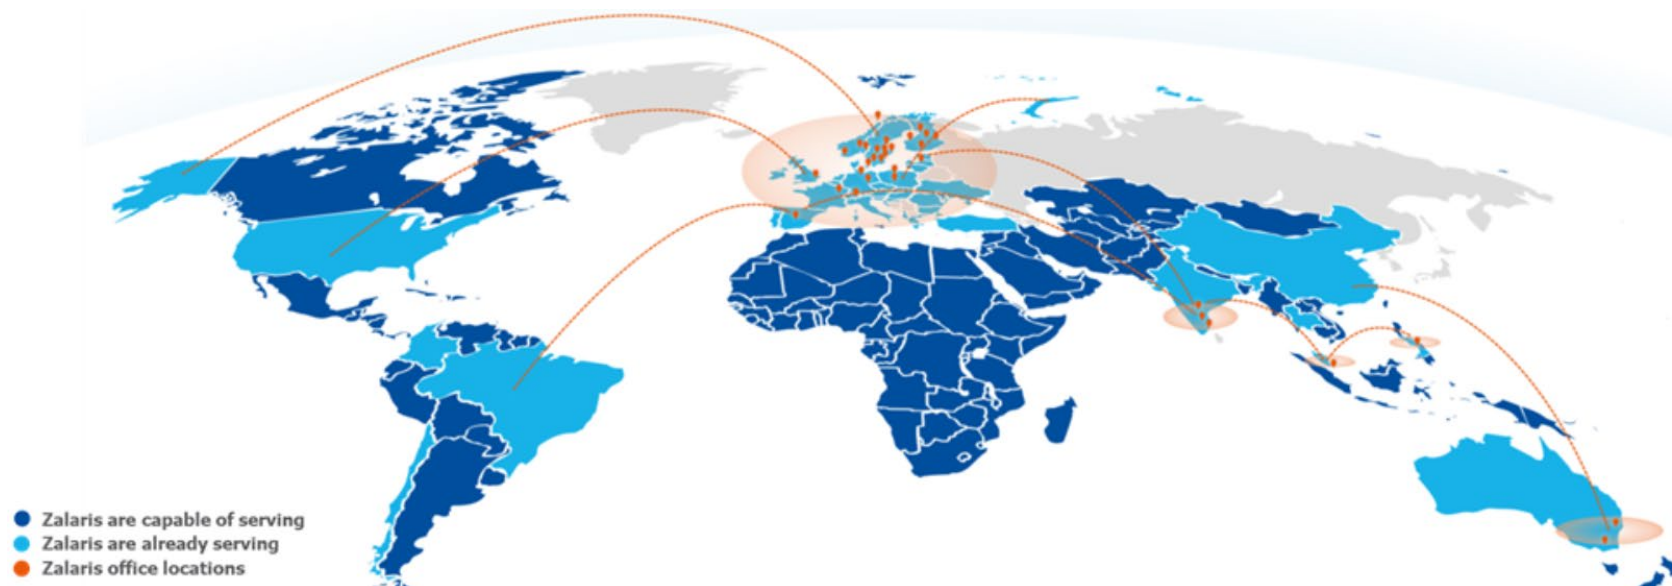 Zalaris are capable of serving
Zalaris are already serving
Zalaris office locations